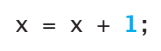 x = x + 1;